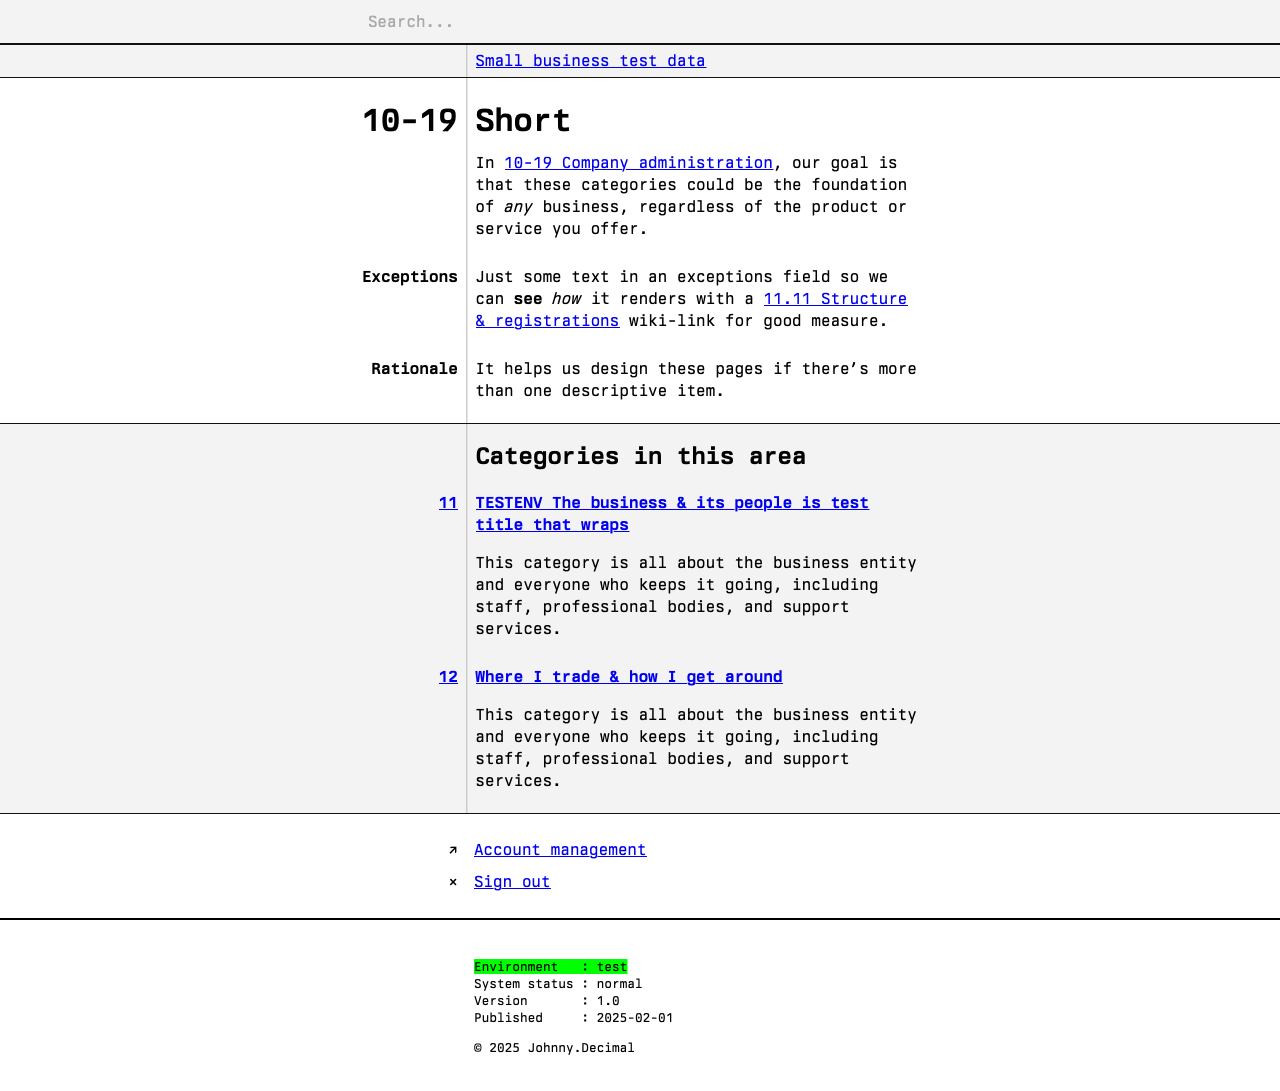 Search...
Small business test data
10-19 Short
In 10-19 Company administration, our goal is
that these categories could be the foundation
of any business, regardless of the product or
service you offer.
Exceptions Just some text in an exceptions field so we
can see how it renders with a 11.11 Structure
& registrations wiki-link for good measure.
Rationale It helps us design these pages if there’s more
than one descriptive item.
Categories in this area
11 TESTENV The business & its people is test
title that wraps
This category is all about the business entity
and everyone who keeps it going, including
staff, professional bodies, and support
services.
12 Where I trade & how I get around
This category is all about the business entity
and everyone who keeps it going, including
staff, professional bodies, and support
services.
↗ Account management
× Sign out
Environment : test
System status : normal
Version : 1.0
Published : 2025-02-01
© 2025 Johnny.Decimal